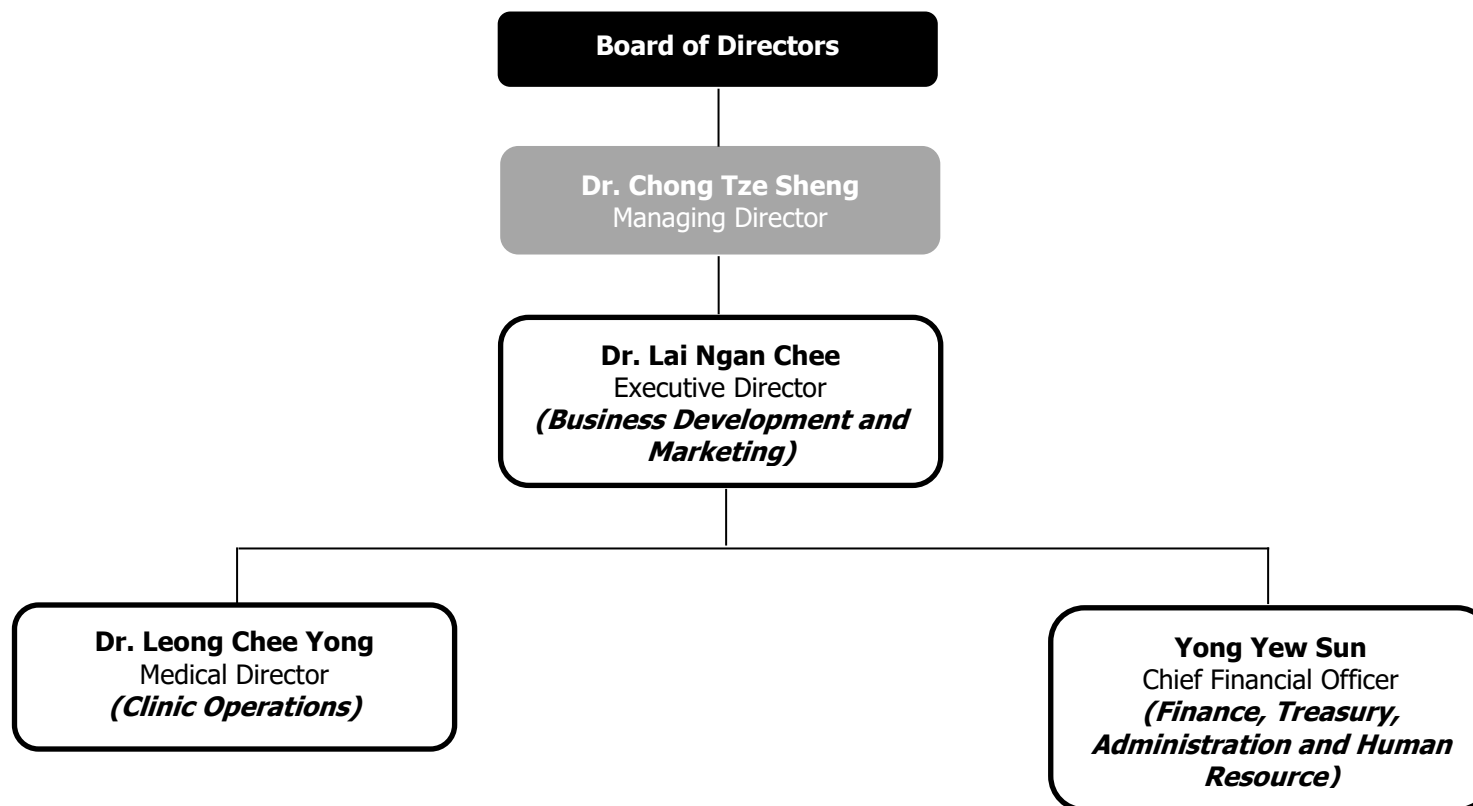 Board of Directors
Dr. Chong Tze Sheng
Managing Director
Dr. Lai Ngan Chee
Executive Director
(Business Development and
Marketing)
Dr. Leong Chee Yong
Medical Director
(Clinic Operations)
Yong Yew Sun
Chief Financial Officer
(Finance, Treasury,
Administration and Human
Resource)